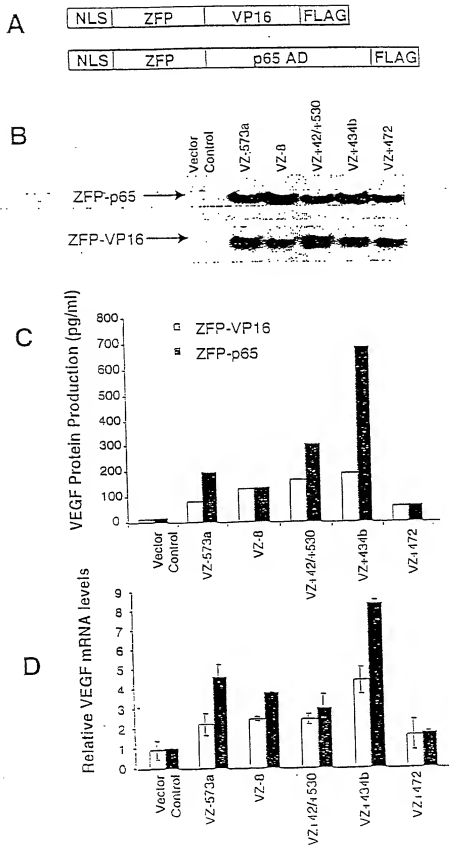 A
NLS ZFP VP16 FLAG
NLS ZFP p65 AD FLAG
B
Vector Control VZ-573a VZ-8 VZ+42/+530 VZ+434b VZ+472
ZFP-p65
ZFP-VP16
C
VEGF Protein Production (pg/ml)
800
700
600
500
400
300
200
100
0
ZFP-VP16
ZFP-p65
Vector Control VZ-573a VZ-8 VZ+42/+530 VZ+434b VZ+472
D
Relative VEGF mRNA levels
9
8
7
6
5
4
3
2
1
0
Vector Control VZ-573a VZ-8 VZ+42/+530 VZ+434b VZ+472